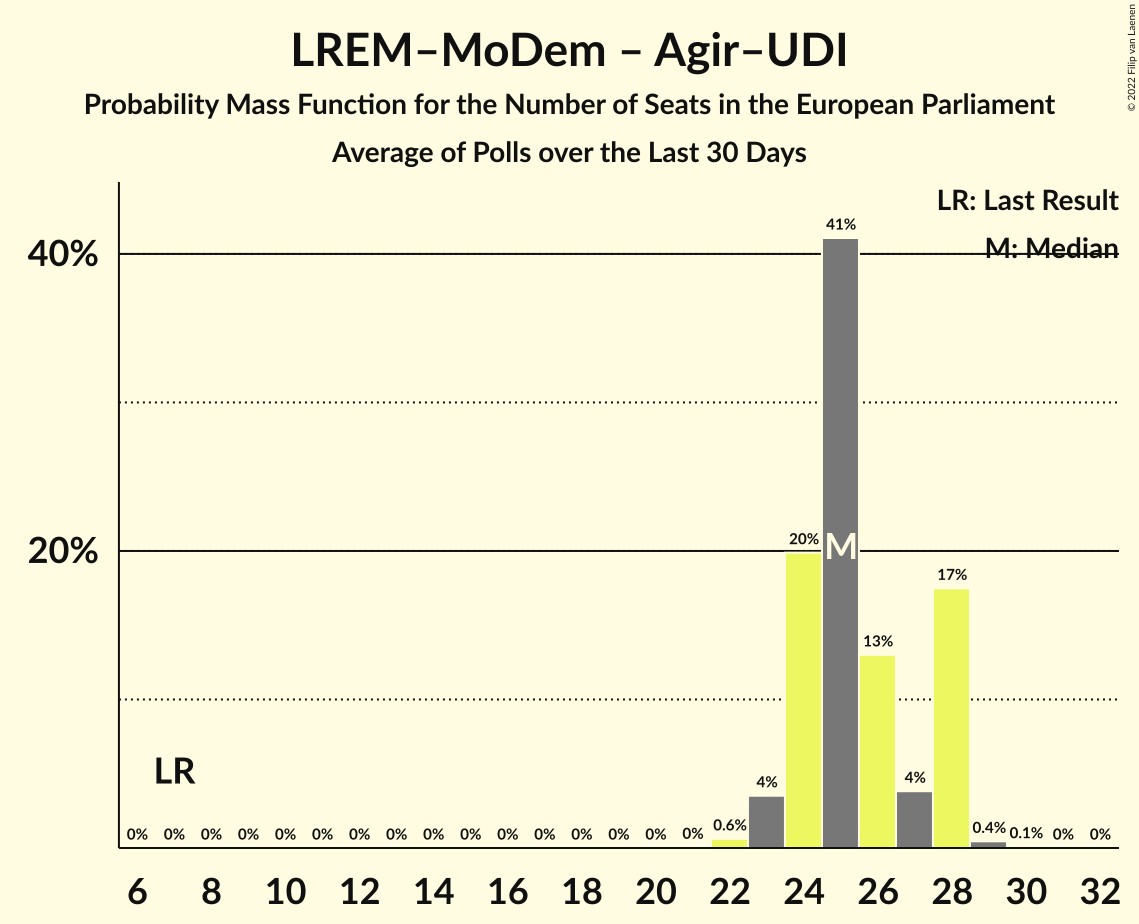 LREM–MoDem – Agir–UDI
Probability Mass Function for the Number of Seats in the European Parliament
Average of Polls over the Last 30 Days
© 2022 Filip van Laenen
LR: Last Result
M: Median
40%
20%
41%
M
20%
17%
13%
LR
4%
4%
0% 0% 0% 0% 0% 0% 0% 0% 0% 0% 0% 0% 0% 0% 0% 0% 0.6% 0.4% 0.1% 0% 0%
6 8 10 12 14 16 18 20 22 24 26 28 30 32